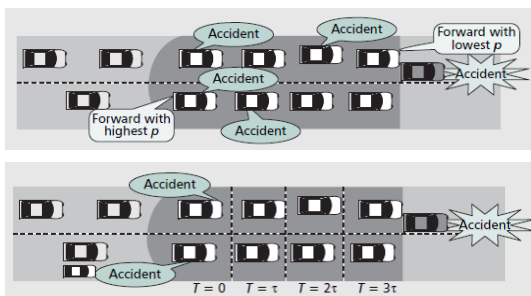 Accident
Accident
Forward with
lowest p
Accident
Accident
Forward with
highest p
Accident
Accident
Accident
Accident
T = 0
T = τ
T = 2τ
T = 3τ